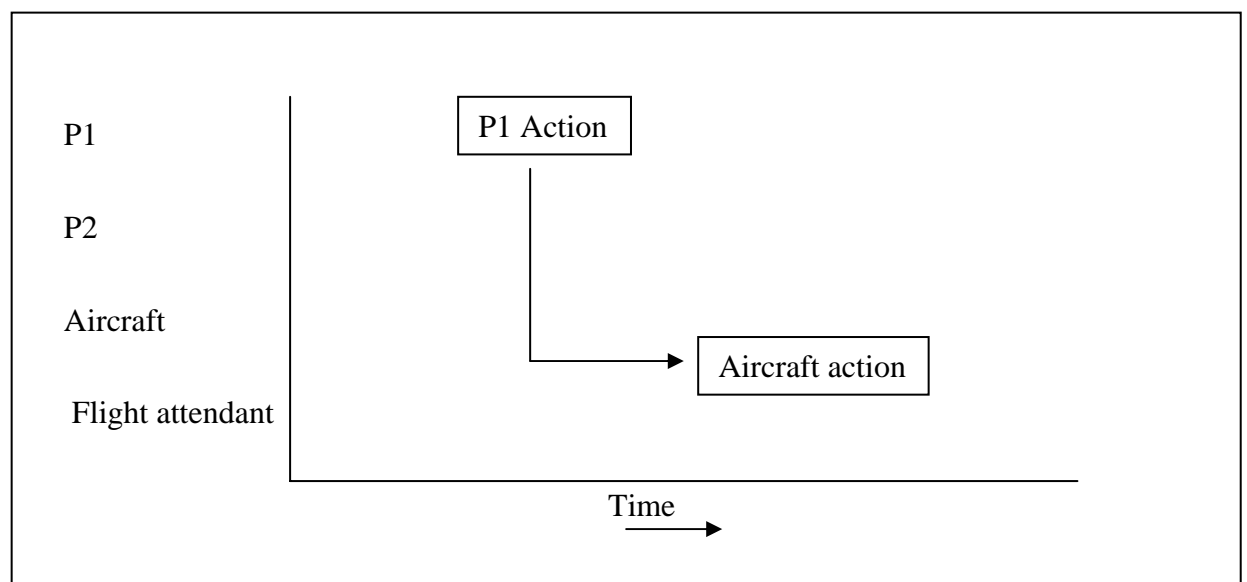 P1
P1 Action
P2
Aircraft
Aircraft action
Flight attendant
Time